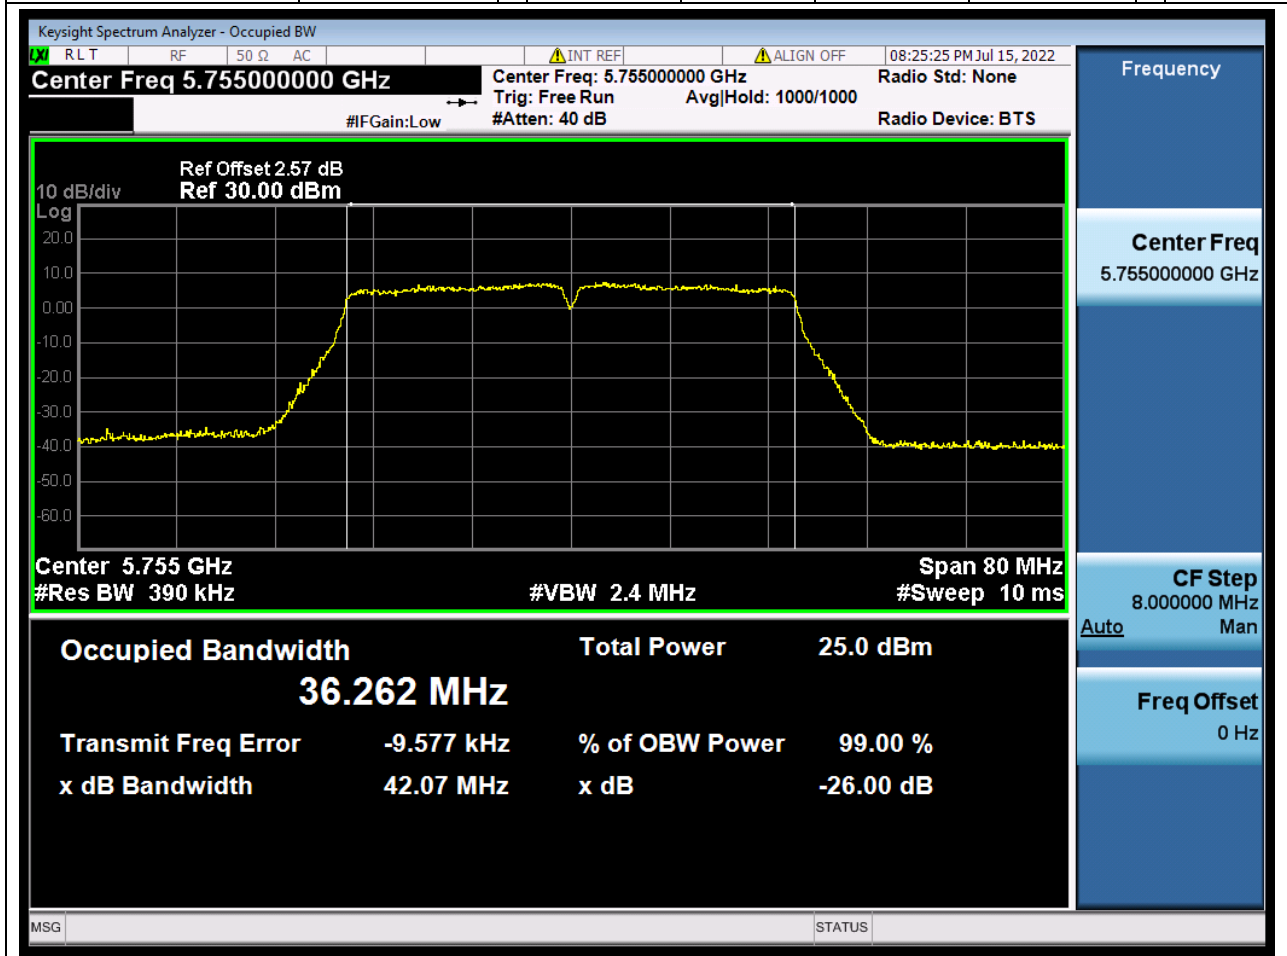 Keysight Spectrum Analyzer - Occupied BW
LXI RLT RF 50 Ω AC INT REF ALIGN OFF 08:25:25 PM Jul 15, 2022
Center Freq 5.755000000 GHz
Center Freq: 5.755000000 GHz
Radio Std: None
Trig: Free Run Avg|Hold: 1000/1000
#IFGain:Low
#Atten: 40 dB
Radio Device: BTS
Ref Offset 2.57 dB
10 dB/div Ref 30.00 dBm
Log
20.0
10.0
0.00
-10.0
-20.0
-30.0
-40.0
-50.0
-60.0
Center 5.755 GHz Span 80 MHz
#Res BW 390 kHz #VBW 2.4 MHz #Sweep 10 ms
Occupied Bandwidth Total Power 25.0 dBm
36.262 MHz
Transmit Freq Error -9.577 kHz % of OBW Power 99.00 %
x dB Bandwidth 42.07 MHz x dB -26.00 dB
MSG STATUS
Frequency
Center Freq
5.755000000 GHz
CF Step
8.000000 MHz
Auto Man
Freq Offset
0 Hz